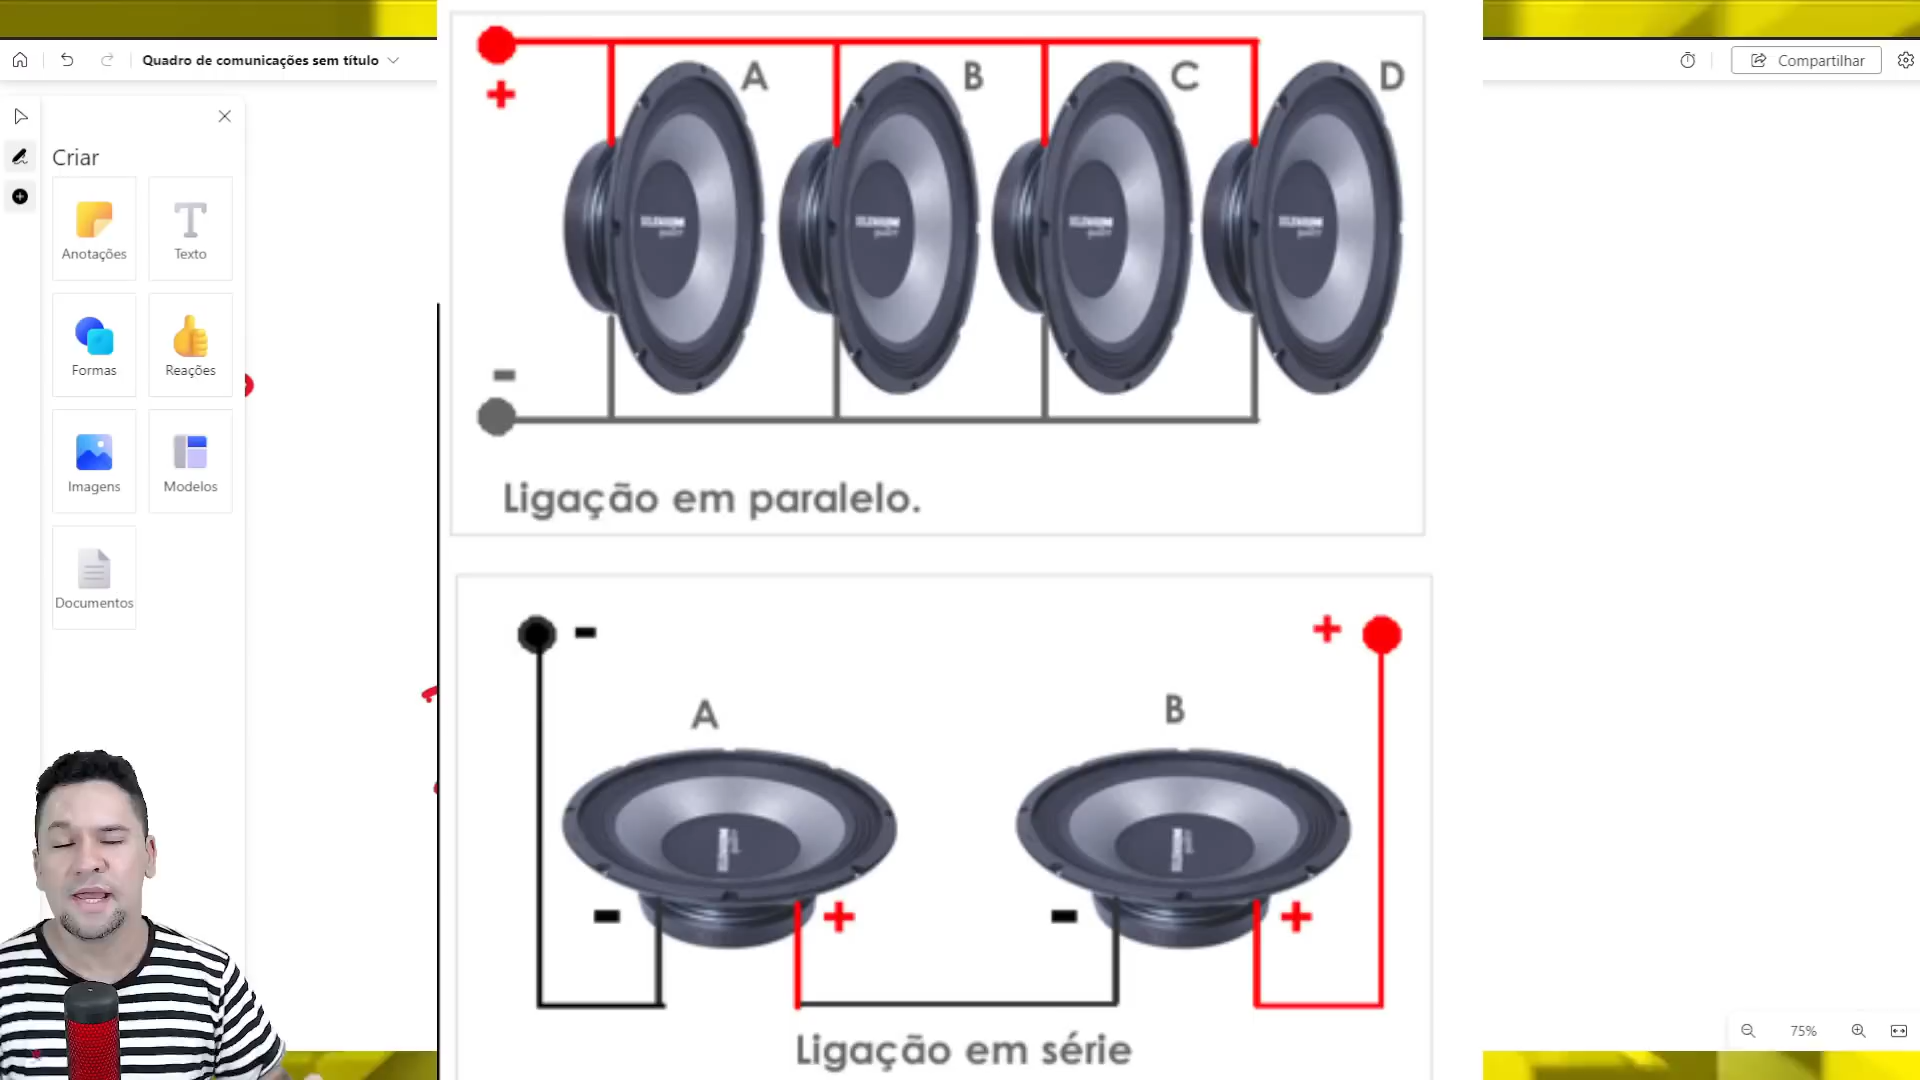 Quadro de comunicações sem título
Compartilhar
Criar
Anotações
Texto
Formas
Reações
Imagens
Modelos
Documentos
+
A
B
C
D
-
Ligação em paralelo.
-
+
A
B
-
+
-
+
Ligação em série
75%